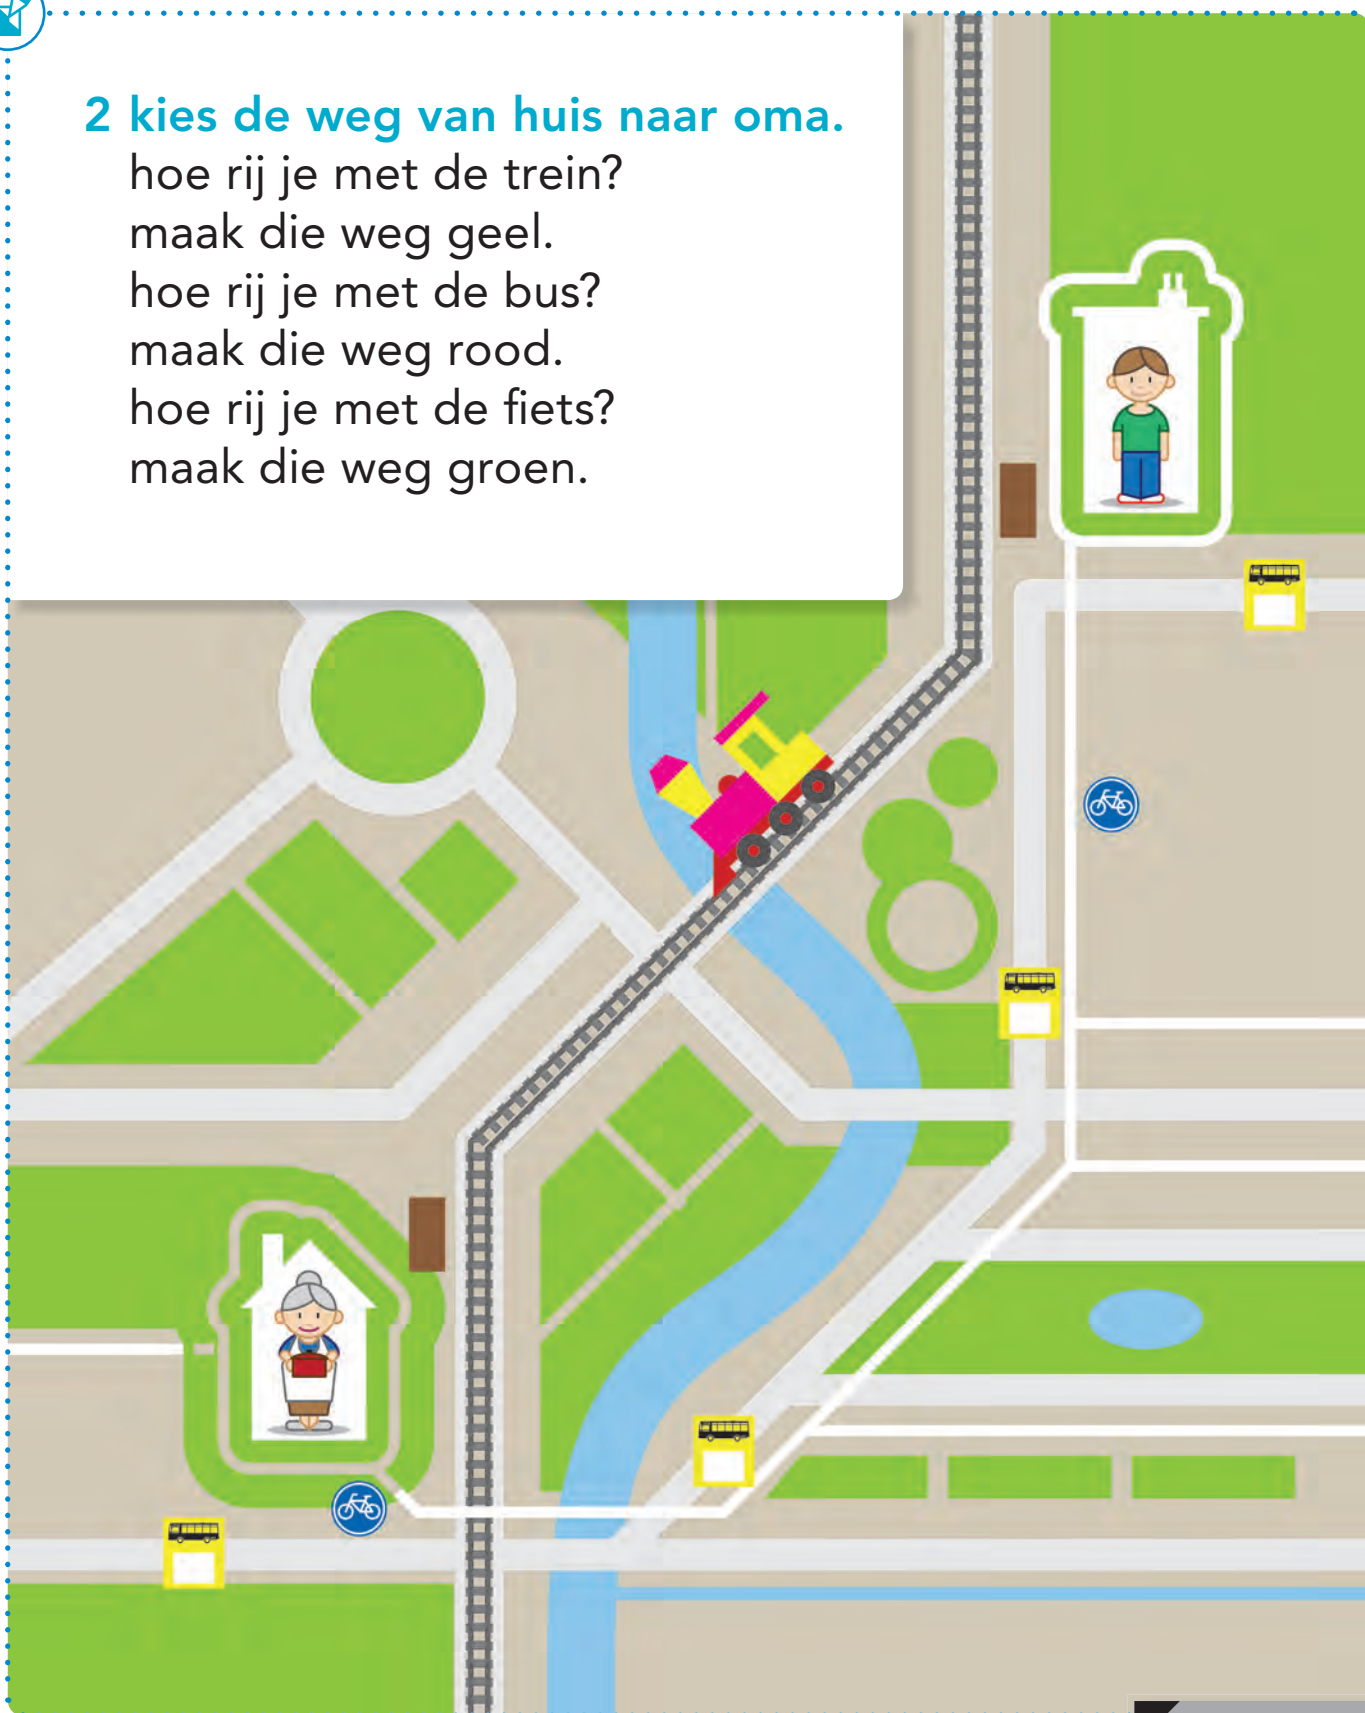 2 kies de weg van huis naar oma.
hoe rij je met de trein?
maak die weg geel.
hoe rij je met de bus?
maak die weg rood.
hoe rij je met de fiets?
maak die weg groen.